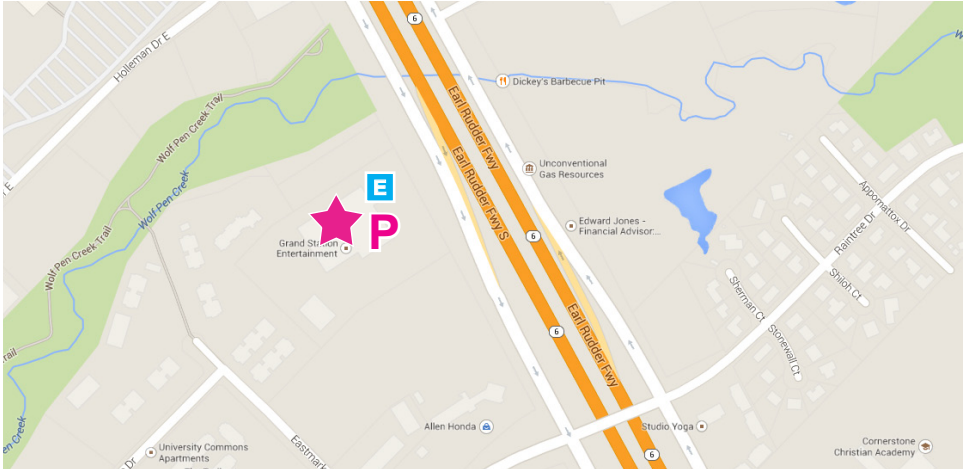 6
Holleman Dr E
Dickey's Barbecue Pit
Earl Rudder Fwy
Wolf Pen Creek Trail
Earl Rudder Fwy S
Unconventional
Gas Resources
Wolf Pen Creek
E
Appomattox Dr
P
Edward Jones -
Financial Advisor...
Raintree Dr
6
Grand Station
Entertainment
Wolf Pen Creek Trail
Sherman Ct
Shiloh Ct
Earl Rudder Fwy
6
Stonewall Ct
Trail
Allen Honda
Studio Yoga
University Commons
Apartments
Eastmark
Dr
6
Cornerstone
Christian Academy
en Creek